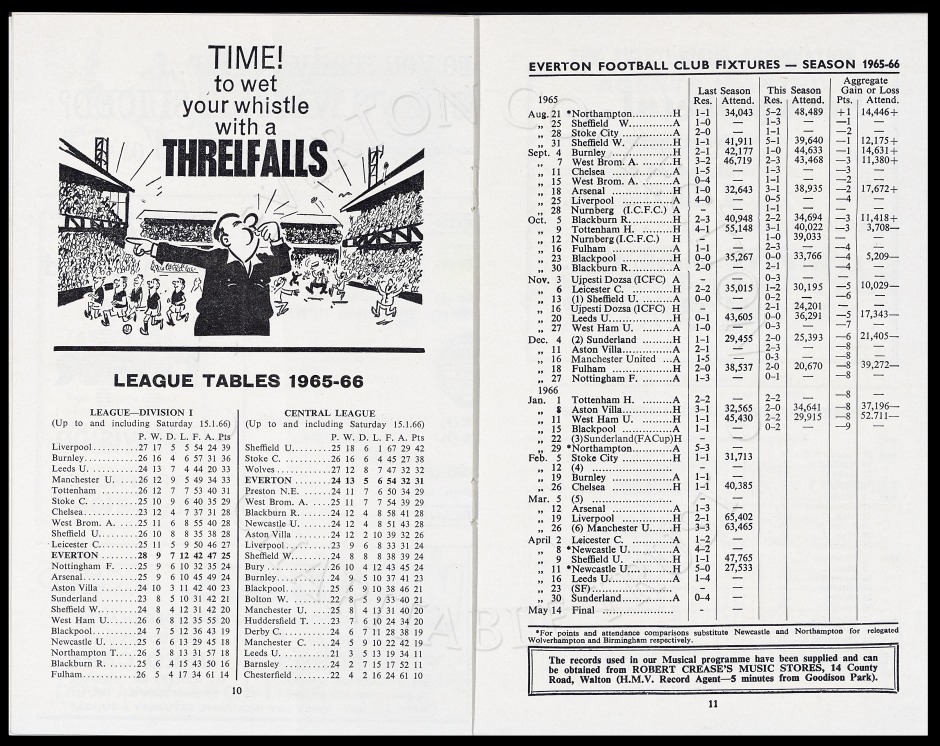 TIME!
to wet
your whistle
with a
THRELFALLS
LEAGUE TABLES 1965-66
LEAGUE—DIVISION I
(Up to and including Saturday 15.1.66)
P. W. D. L. F. A. Pts
Liverpool 27 17 5 5 54 24 39
Burnley 26 16 4 6 57 31 36
Leeds U. 24 13 7 4 44 20 33
Manchester U. 26 12 9 5 49 34 33
Tottenham 26 12 7 7 53 40 31
Stoke C. 25 10 9 6 40 35 29
Chelsea 23 12 4 7 37 31 28
West Brom. A. 25 11 6 8 55 40 28
Sheffield U. 26 10 8 8 35 38 28
Leicester C. 25 11 5 9 50 46 27
EVERTON 28 9 7 12 42 47 25
Nottingham F. 25 9 6 10 32 35 24
Arsenal 25 9 6 10 45 49 24
Aston Villa 24 10 3 11 42 40 23
Sunderland 23 8 5 10 31 42 21
Sheffield W. 24 8 4 12 31 42 20
West Ham U. 26 6 8 12 35 55 20
Blackpool 24 7 5 12 36 43 19
Newcastle U. 25 6 6 13 29 45 18
Northampton T. 26 5 8 13 31 57 18
Blackburn R. 25 6 4 15 43 50 16
Fulham 26 5 4 17 34 61 14
CENTRAL LEAGUE
(Up to and including Saturday, 15.1.66)
P. W. D. L. F. A. Pts
Sheffield U. 25 18 6 1 67 29 42
Stoke C. 26 16 6 4 45 27 38
Wolves 27 12 8 7 47 32 32
EVERTON 24 13 5 6 54 32 31
Preston N.E. 24 11 7 6 50 34 29
West Brom. A. 25 11 7 7 54 39 29
Blackburn R. 24 12 4 8 58 41 28
Newcastle U. 24 12 4 8 51 43 28
Aston Villa 24 12 2 10 39 32 26
Liverpool 23 9 6 8 33 31 24
Sheffield W. 24 8 8 8 38 39 24
Bury 26 10 4 12 43 45 24
Burnley 24 9 5 10 37 41 23
Blackpool 25 6 9 10 38 46 21
Bolton W. 22 8 5 9 33 40 21
Manchester U. 25 8 4 13 31 40 20
Huddersfield T. 23 7 6 10 24 34 20
Derby C. 24 6 7 11 28 38 19
Manchester C. 24 5 9 10 22 42 19
Leeds U. 21 3 5 13 19 34 11
Barnsley 24 2 7 15 17 52 11
Chesterfield 22 4 2 16 24 61 10
10
EVERTON FOOTBALL CLUB FIXTURES — SEASON 1965-66
Last Season This Season Aggregate Gain or Loss
1965 Res. Attend. Res. Attend. Pts. Attend.
Aug. 21 *Northampton H 1–1 34,043 5–2 48,489 +1 14,446+
„ 25 Sheffield W. A 1–0 — 1–3 — —1 —
„ 28 Stoke City A 2–0 — 1–1 — —2 —
„ 31 Sheffield W. H 1–1 41,911 5–1 39,640 —1 12,175+
Sept. 4 Burnley H 2–1 42,177 1–0 44,633 —1 14,631+
„ 7 West Brom. A. H 3–2 46,719 2–3 43,468 —3 11,380+
„ 11 Chelsea A 1–5 — 1–3 — —3 —
„ 15 West Brom. A. A 0–4 — 1–1 — —2 —
„ 18 Arsenal H 1–0 32,643 3–1 38,935 —2 17,672+
„ 25 Liverpool A 4–0 — 0–5 — —4 —
„ 28 Nurnberg (I.C.F.C.) A – 1–1 —
Oct. 5 Blackburn R. H 2–3 40,948 2–2 34,694 —3 11,418+
„ 9 Tottenham H. H 4–1 55,148 3–1 40,022 —3 3,708—
„ 12 Nurnberg (I.C.F.C.) H – — 1–0 39,033
„ 16 Fulham A 1–1 — 2–3 — —4 —
„ 23 Blackpool H 0–0 35,267 0–0 33,766 —4 5,209—
„ 30 Blackburn R. A 2–0 — 2–1 — —4 —
Nov. 3 Ujpesti Dozsa (ICFC) A – — 0–3 —
„ 6 Leicester C. H 2–2 35,015 1–2 30,195 —5 10,029—
„ 13 (1) Sheffield U. A 0–0 — 0–2 — —6 —
„ 16 Ujpesti Dozsa (ICFC) H – 2–1 24,201
„ 20 Leeds U. H 0–1 43,605 0–0 36,291 —5 17,343—
„ 27 West Ham U. A 1–0 — 0–3 — —7 —
Dec. 4 (2) Sunderland H 1–1 29,455 2–0 25,393 —6 21,405—
„ 11 Aston Villa A 2–1 — 2–3 — —8 —
„ 16 Manchester United A 1–5 — 0–3 — —8 —
„ 18 Fulham H 2–0 38,537 2–0 20,670 —8 39,272—
„ 27 Nottingham F. A 1–3 — 0–1 — —8 —
1966
Jan. 1 Tottenham H. A 2–2 — 2–2 — —8 —
„ 8 Aston Villa H 3–1 32,565 2–0 34,641 —8 37,196—
„ 11 West Ham U. H 1–1 45,430 2–2 29,915 —8 52.711—
„ 15 Blackpool A 1–1 — 0–2 — —9 —
„ 22 (3)Sunderland(FACup)H – —
„ 29 *Northampton A 5–3
Feb. 5 Stoke City H 1–1 31,713
„ 12 (4) – —
„ 19 Burnley A 1–1 —
„ 26 Chelsea H 1–1 40,385
Mar. 5 (5) – —
„ 12 Arsenal A 1–3 —
„ 19 Liverpool H 2–1 65,402
„ 26 (6) Manchester U. H 3–3 63,465
April 2 Leicester C. A 1–2 —
„ 8 *Newcastle U. A 4–2 —
„ 9 Sheffield U. H 1–1 47,765
„ 11 *Newcastle U. H 5–0 27,533
„ 16 Leeds U. A 1–4 —
„ 23 (SF) – —
„ 30 Sunderland A 0–4 —
May 14 Final – —
*For points and attendance comparisons substitute Newcastle and Northampton for relegated
Wolverhampton and Birmingham respectively.
The records used in our Musical programme have been supplied and can
be obtained from ROBERT CREASE'S MUSIC STORES, 14 County
Road, Walton (H.M.V. Record Agent—5 minutes from Goodison Park).
11